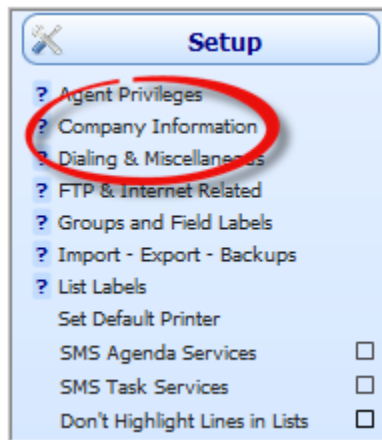 Setup
? Agent Privileges
? Company Information
? Dialing & Miscellaneous
? FTP & Internet Related
? Groups and Field Labels
? Import - Export - Backups
? List Labels
Set Default Printer
SMS Agenda Services
SMS Task Services
Don't Highlight Lines in Lists